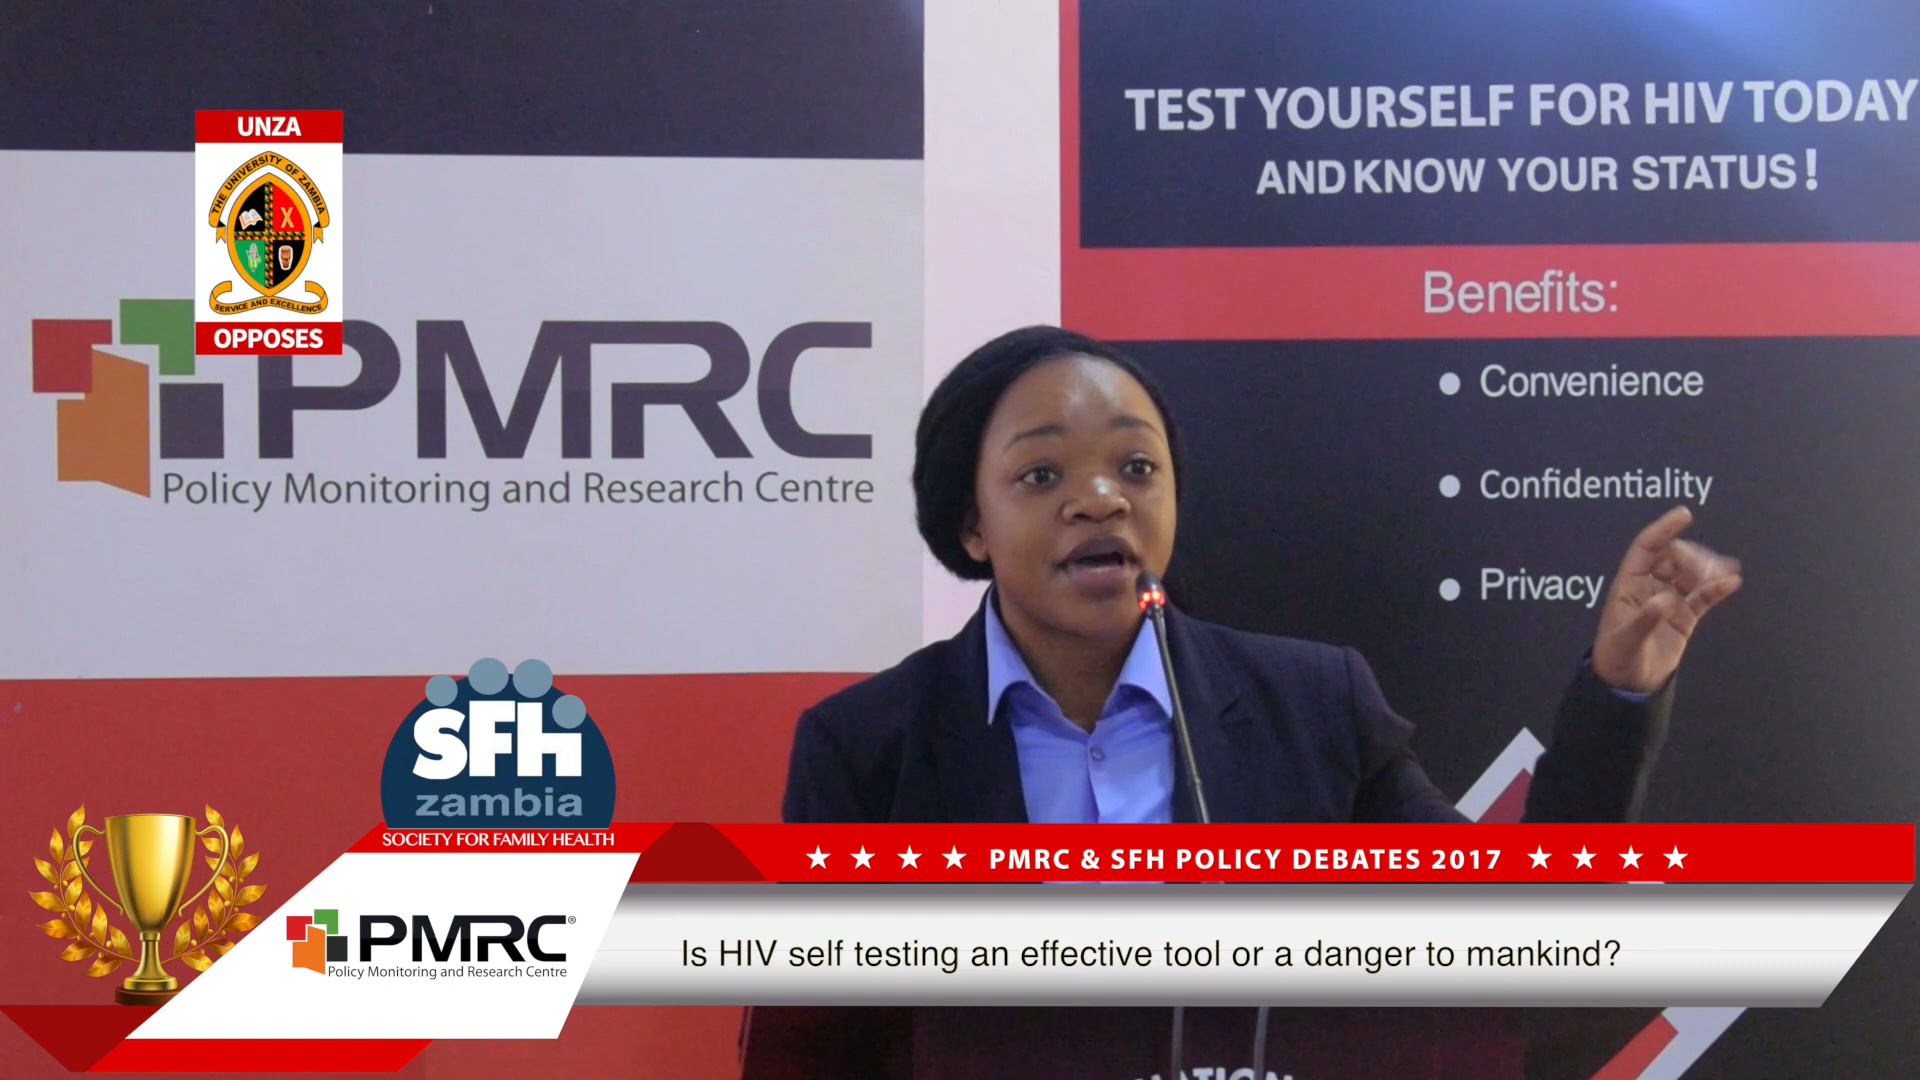 UNZA
THE UNIVERSITY OF ZAMBIA
SERVICE AND EXCELLENCE
OPPOSES
PMRC
Policy Monitoring and Research Centre
TEST YOURSELF FOR HIV TODAY
AND KNOW YOUR STATUS!
Benefits:
• Convenience
• Confidentiality
• Privacy
SFh
zambia
SOCIETY FOR FAMILY HEALTH
★ ★ ★ ★ PMRC & SFH POLICY DEBATES 2017 ★ ★ ★ ★
PMRC®
Policy Monitoring and Research Centre
Is HIV self testing an effective tool or a danger to mankind?